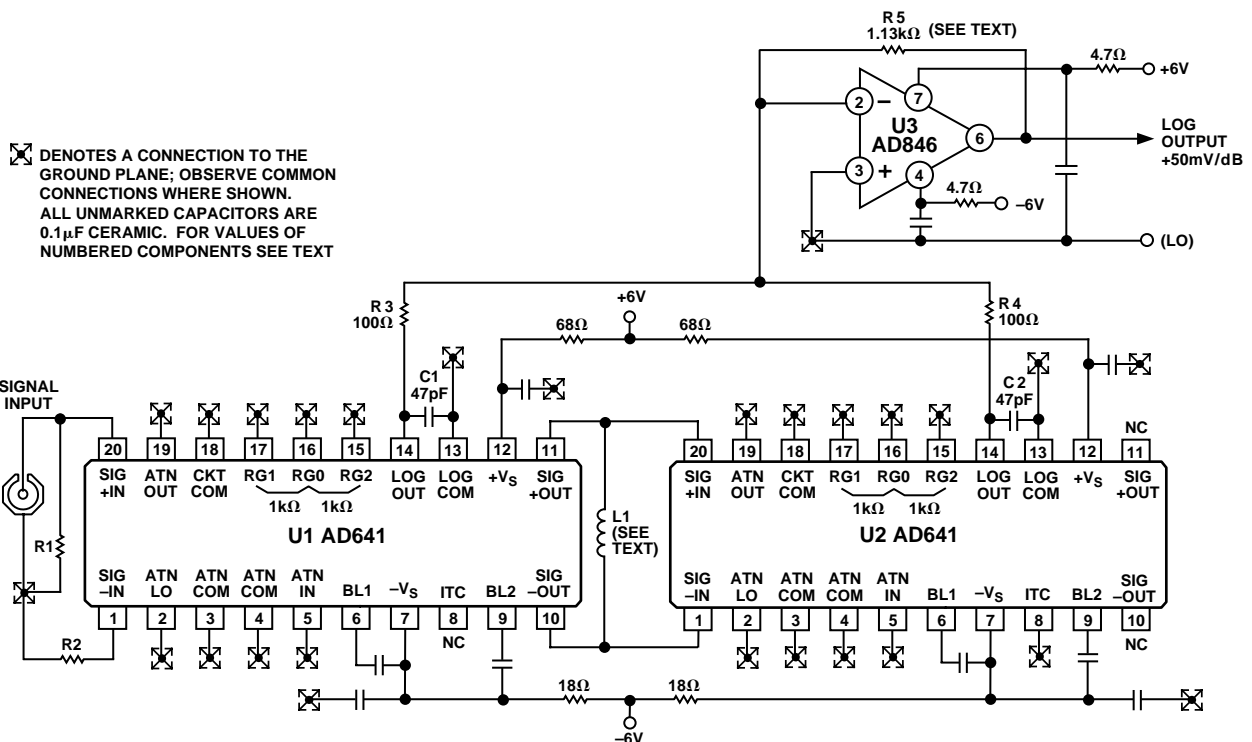 R5
1.13kΩ (SEE TEXT)
4.7Ω
+6V
7
2
–
U3
AD846
6
3
+
4
4.7Ω
–6V
LOG
OUTPUT
+50mV/dB
(LO)
DENOTES A CONNECTION TO THE
GROUND PLANE; OBSERVE COMMON
CONNECTIONS WHERE SHOWN.
ALL UNMARKED CAPACITORS ARE
0.1μF CERAMIC. FOR VALUES OF
NUMBERED COMPONENTS SEE TEXT
R3
100Ω
+6V
68Ω
68Ω
R4
100Ω
C1
47pF
C2
47pF
SIGNAL
INPUT
NC
20 19 18 17 16 15 14 13 12 11
SIG +IN
ATN OUT
CKT COM
RG1
RG0
RG2
LOG OUT
LOG COM
+VS
SIG +OUT
1kΩ
1kΩ
U1 AD641
R1
SIG –IN
ATN LO
ATN COM
ATN COM
ATN IN
BL1
–VS
ITC
BL2
SIG –OUT
1 2 3 4 5 6 7 8 9 10
NC
R2
L1
(SEE
TEXT)
20 19 18 17 16 15 14 13 12 11
SIG +IN
ATN OUT
CKT COM
RG1
RG0
RG2
LOG OUT
LOG COM
+VS
SIG +OUT
1kΩ
1kΩ
U2 AD641
SIG –IN
ATN LO
ATN COM
ATN COM
ATN IN
BL1
–VS
ITC
BL2
SIG –OUT
1 2 3 4 5 6 7 8 9 10
NC
18Ω
18Ω
–6V